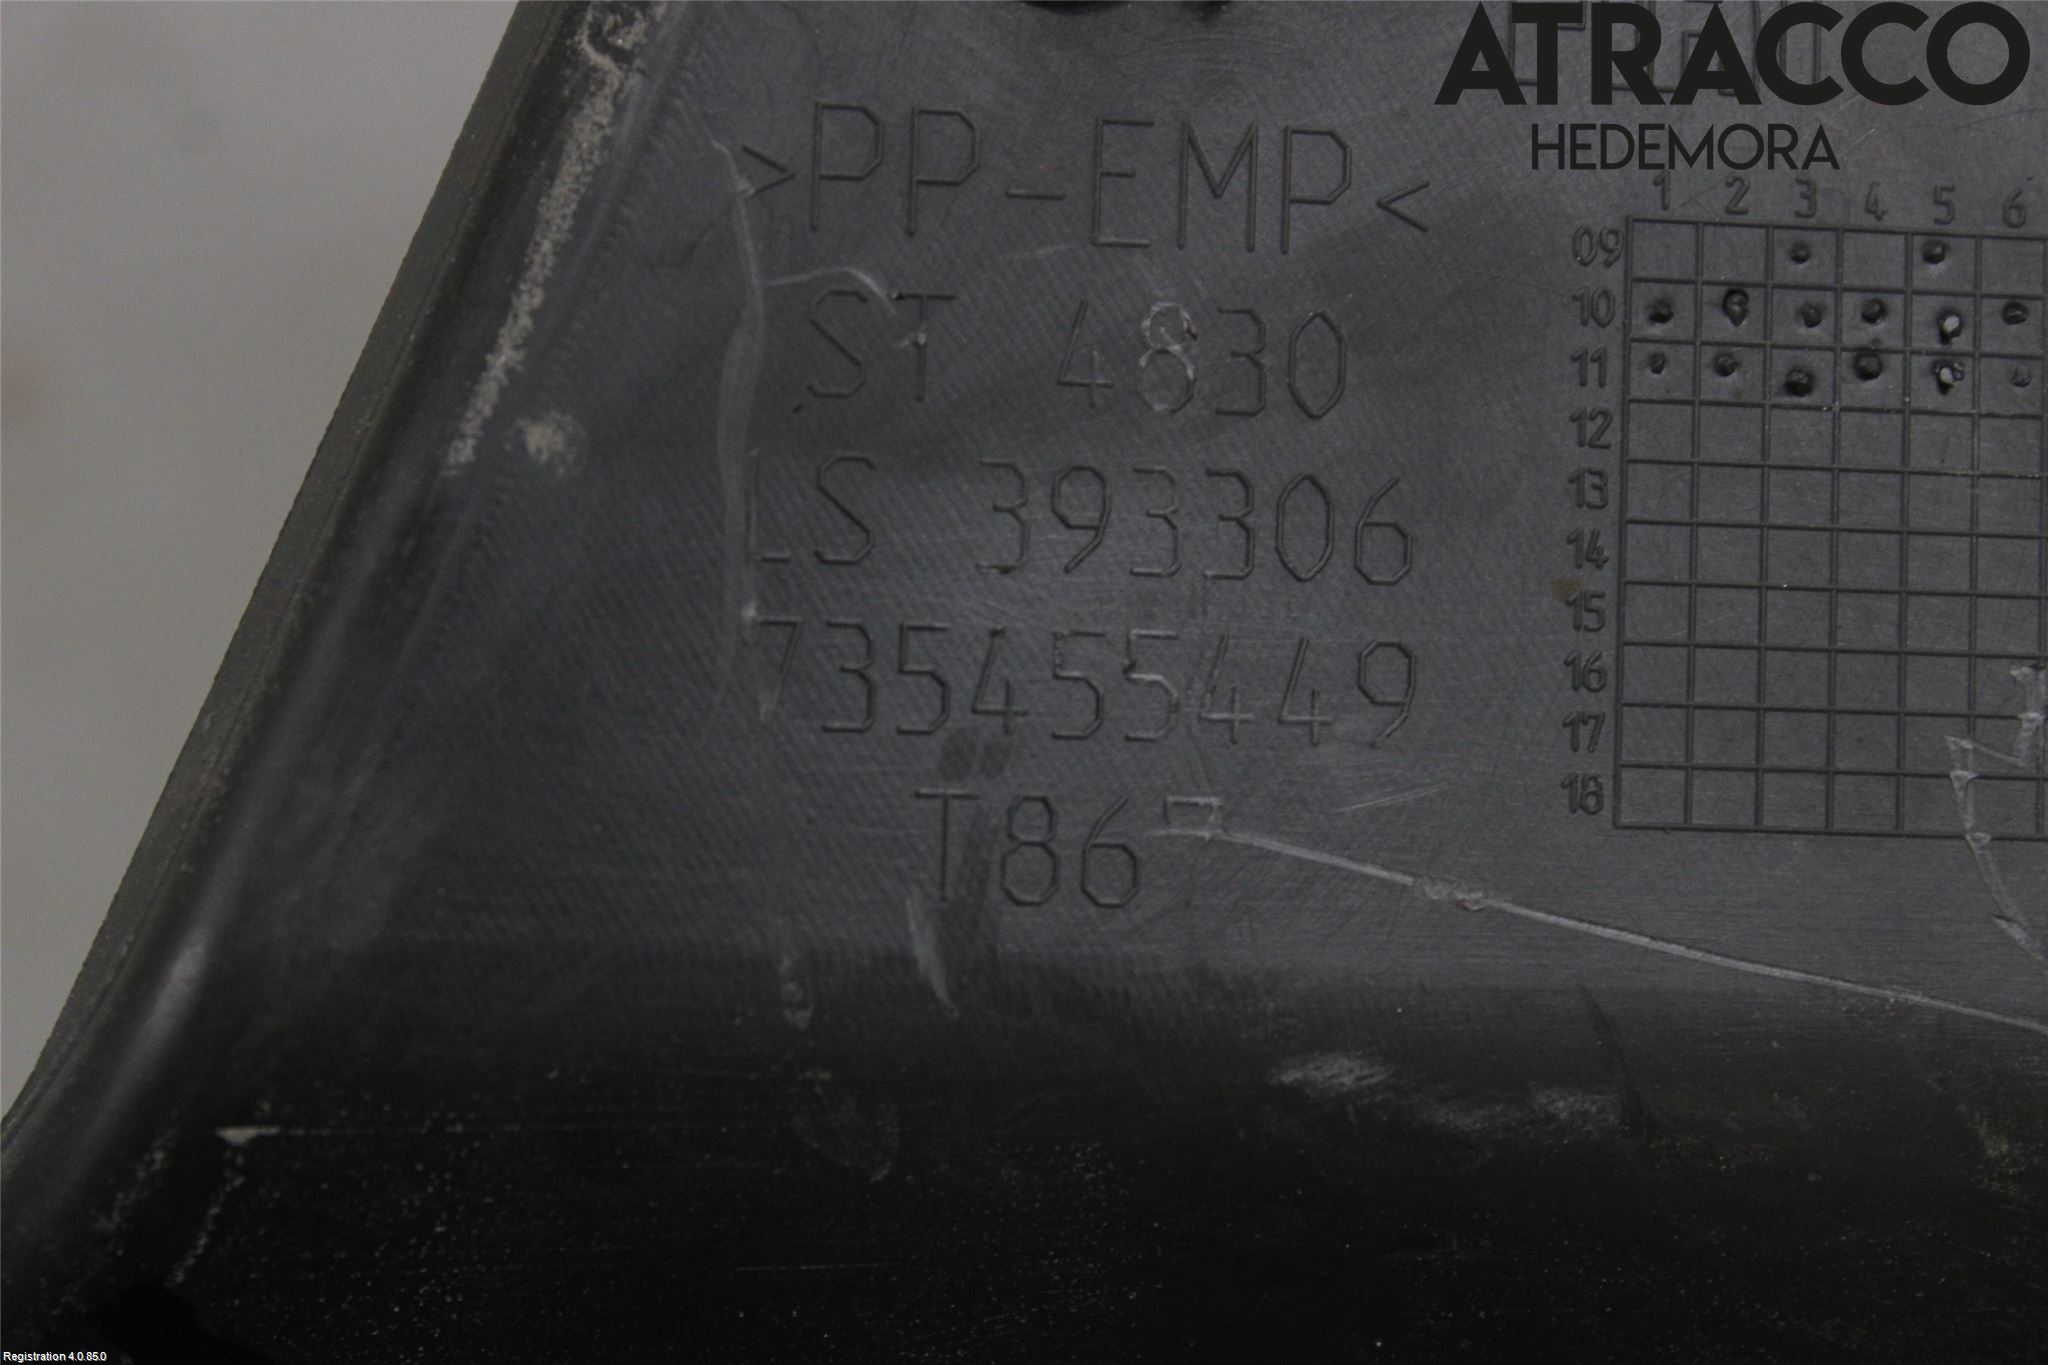 ATRACCO
HEDEMORA
>PP-EMP<
ST 4830
LS 393306
735455449
T86
1 2 3 4 5 6
09
10
11
12
13
14
15
16
17
18
Registration 4.0.85.0